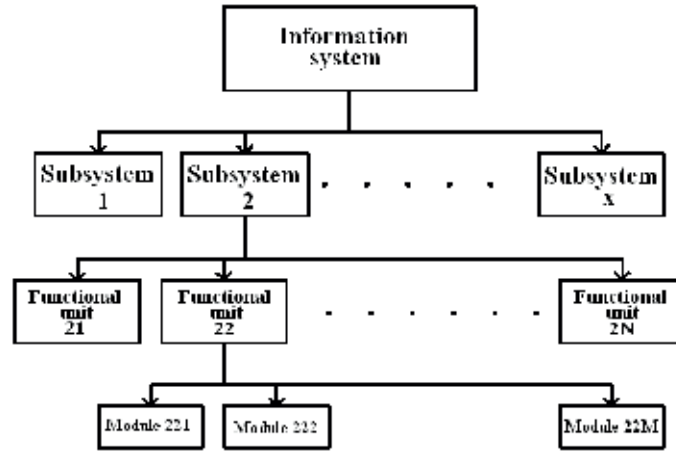 Information
system
Subsystem
1
Subsystem
2
. . . . .
Subsystem
x
Functional
unit
21
Functional
unit
22
. . . . . .
Functional
unit
2N
Module 221
Module 222
Module 22M